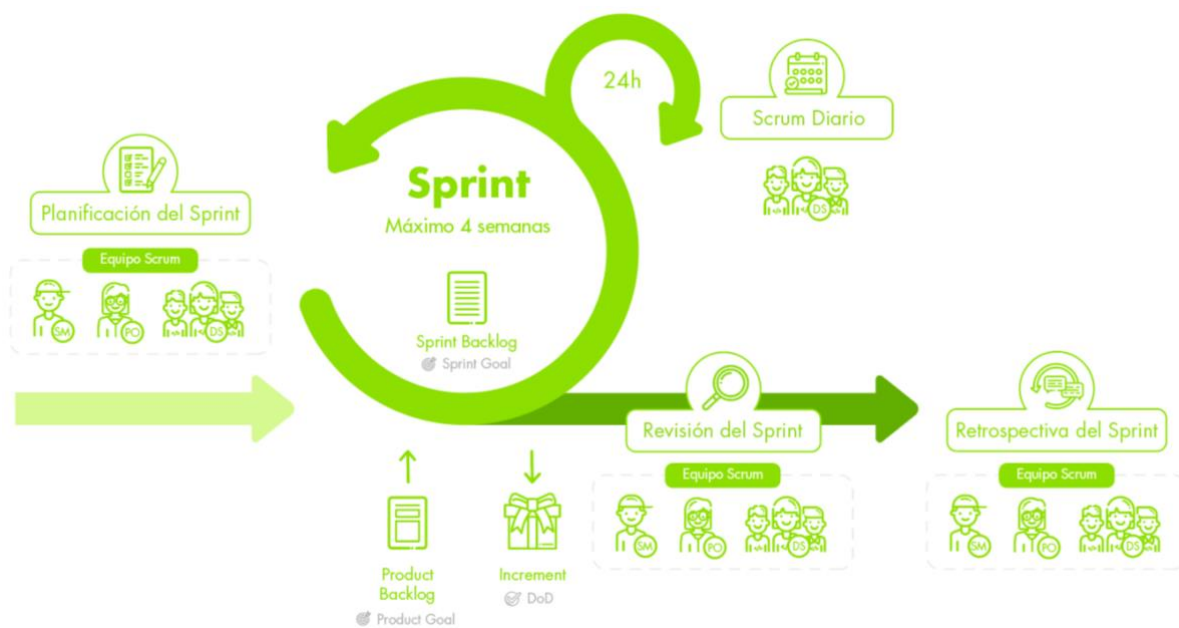 24h
Scrum Diario
DS
Planificación del Sprint
Equipo Scrum
SM
PO
DS
Sprint
Máximo 4 semanas
Sprint Backlog
Sprint Goal
Revisión del Sprint
Equipo Scrum
SM
PO
DS
Retrospectiva del Sprint
Equipo Scrum
SM
PO
DS
Product
Backlog
Product Goal
Increment
DoD